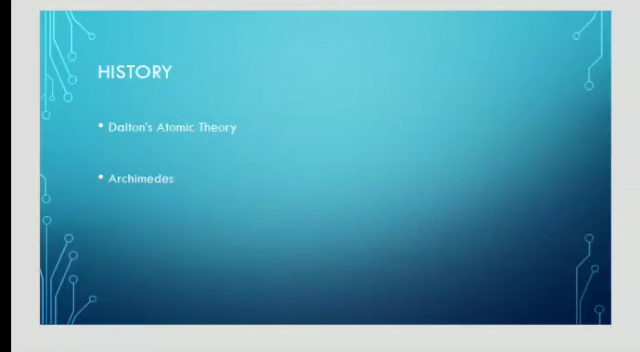 HISTORY
• Dalton's Atomic Theory
• Archimedes